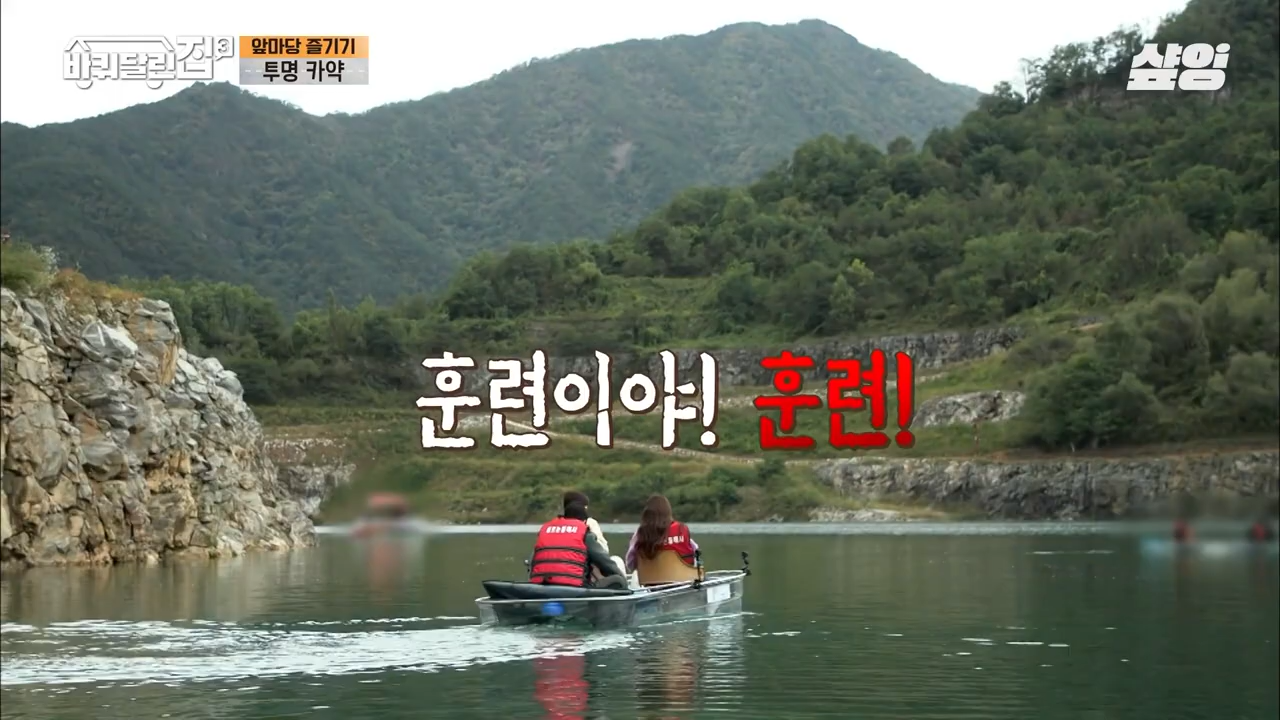 바퀴달린집3
앞마당 즐기기
투명 카약
샾잉
훈련이야! 훈련!